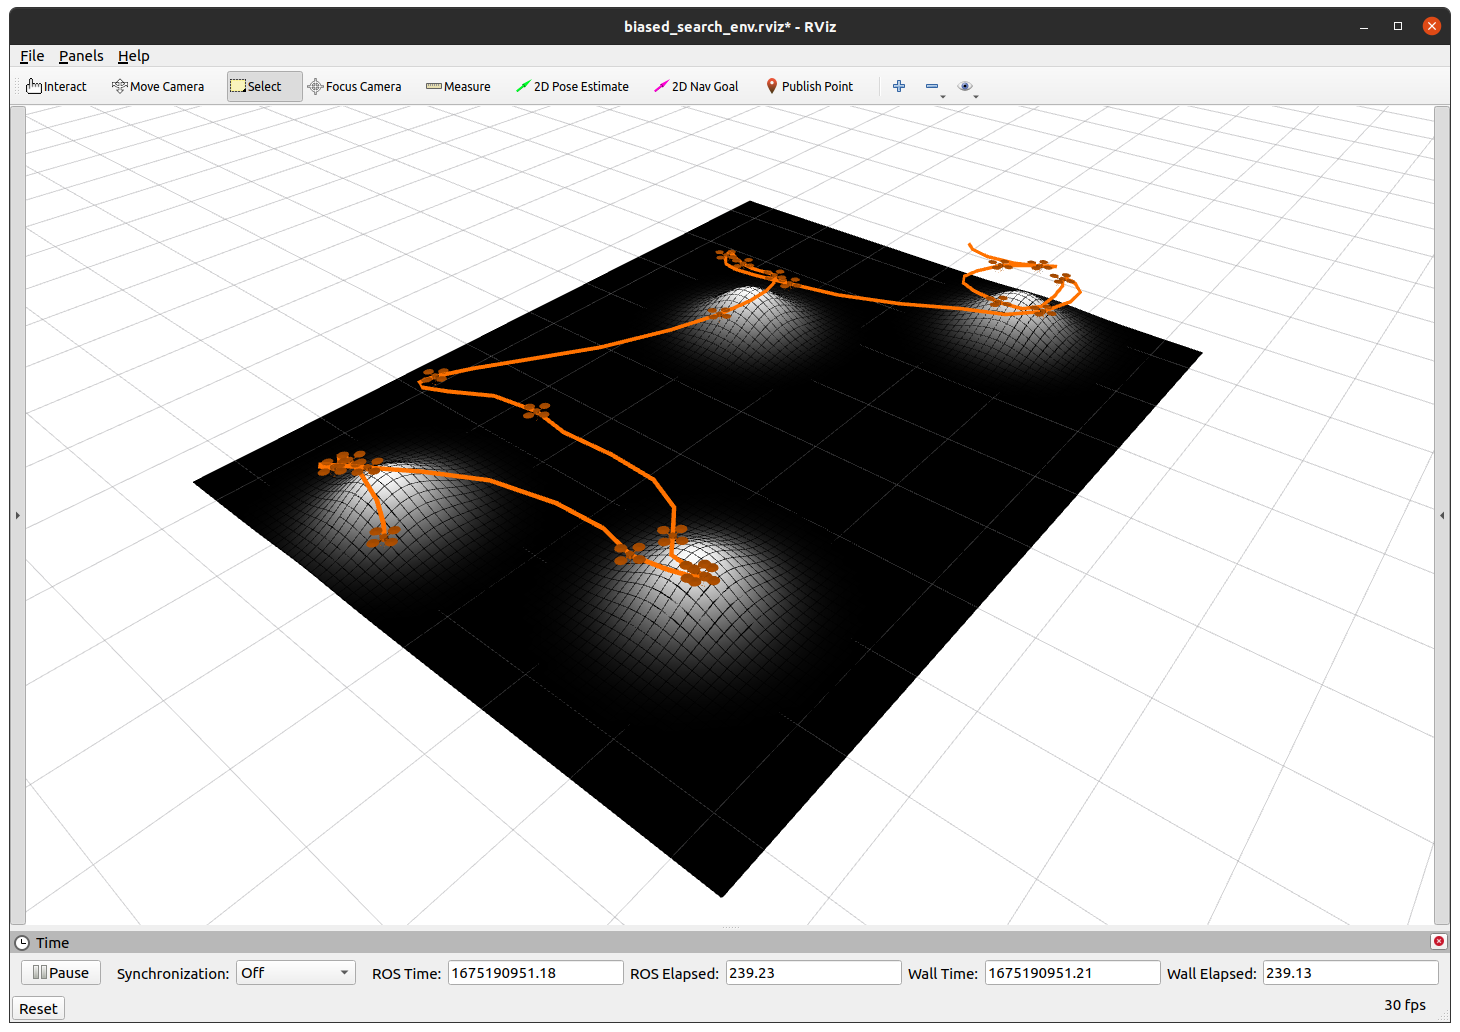 biased_search_env.rviz* - RViz
File Panels Help
Interact Move Camera Select Focus Camera Measure 2D Pose Estimate 2D Nav Goal Publish Point
Time
Pause Synchronization: Off ROS Time: 1675190951.18 ROS Elapsed: 239.23 Wall Time: 1675190951.21 Wall Elapsed: 239.13
Reset 30 fps